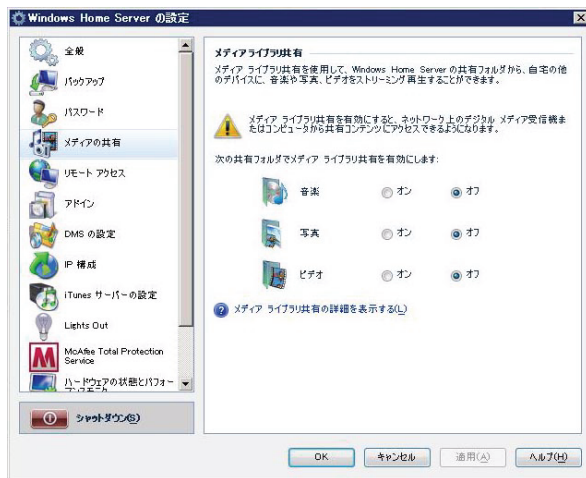 Windows Home Server の設定
全般
バックアップ
パスワード
メディアの共有
リモート アクセス
アドイン
DMS の設定
IP 構成
iTunes サーバーの設定
Lights Out
McAfee Total Protection
Service
ハードウェアの状態とパフォー
マンスモニタ
シャットダウン(S)
メディア ライブラリ共有
メディア ライブラリ共有を使用して、Windows Home Server の共有フォルダから、自宅の他
のデバイスに、音楽や写真、ビデオをストリーミング再生することができます。
メディア ライブラリ共有を有効にすると、ネットワーク上のデジタル メディア受信機ま
たはコンピュータから共有コンテンツにアクセスできるようになります。
次の共有フォルダでメディア ライブラリ共有を有効にします:
音楽 オン オフ
写真 オン オフ
ビデオ オン オフ
メディア ライブラリ共有の詳細を表示する(L)
OK キャンセル 適用(A) ヘルプ(H)